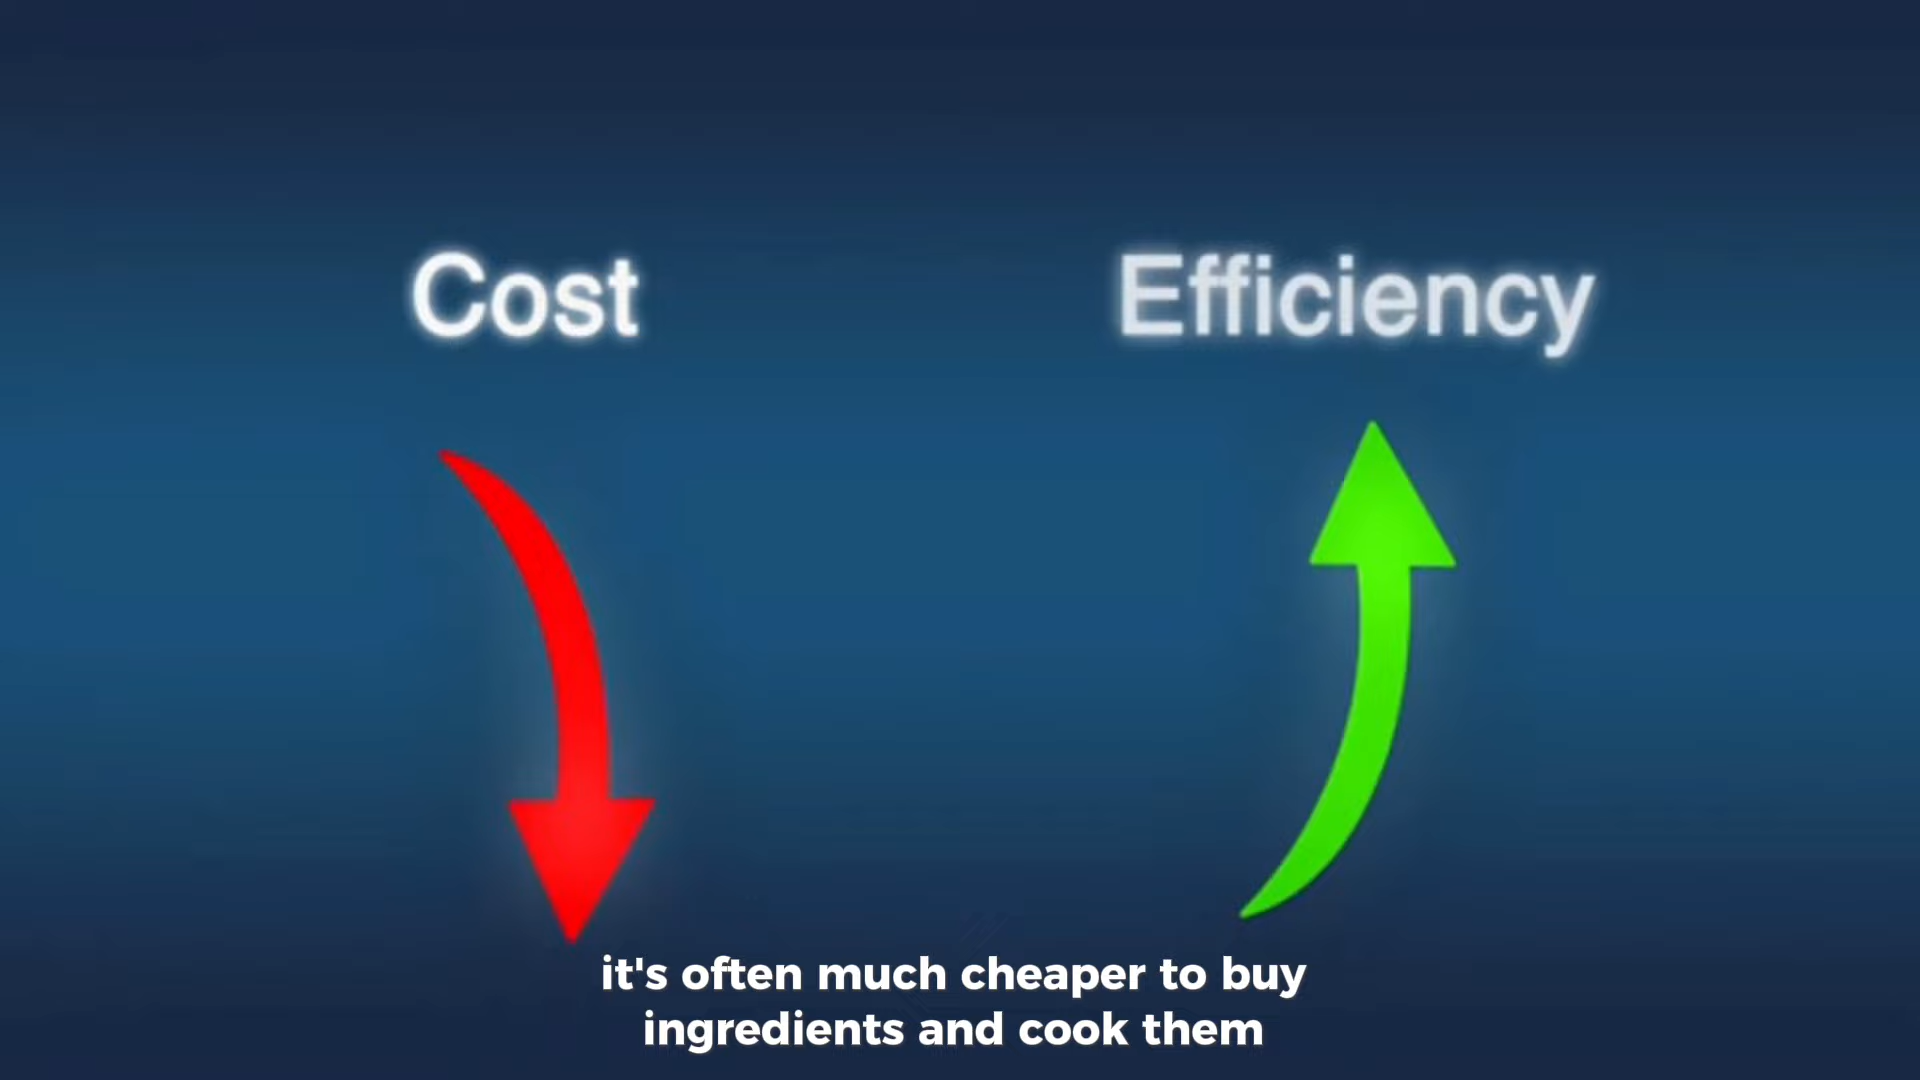 Cost
Efficiency
it's often much cheaper to buy
ingredients and cook them